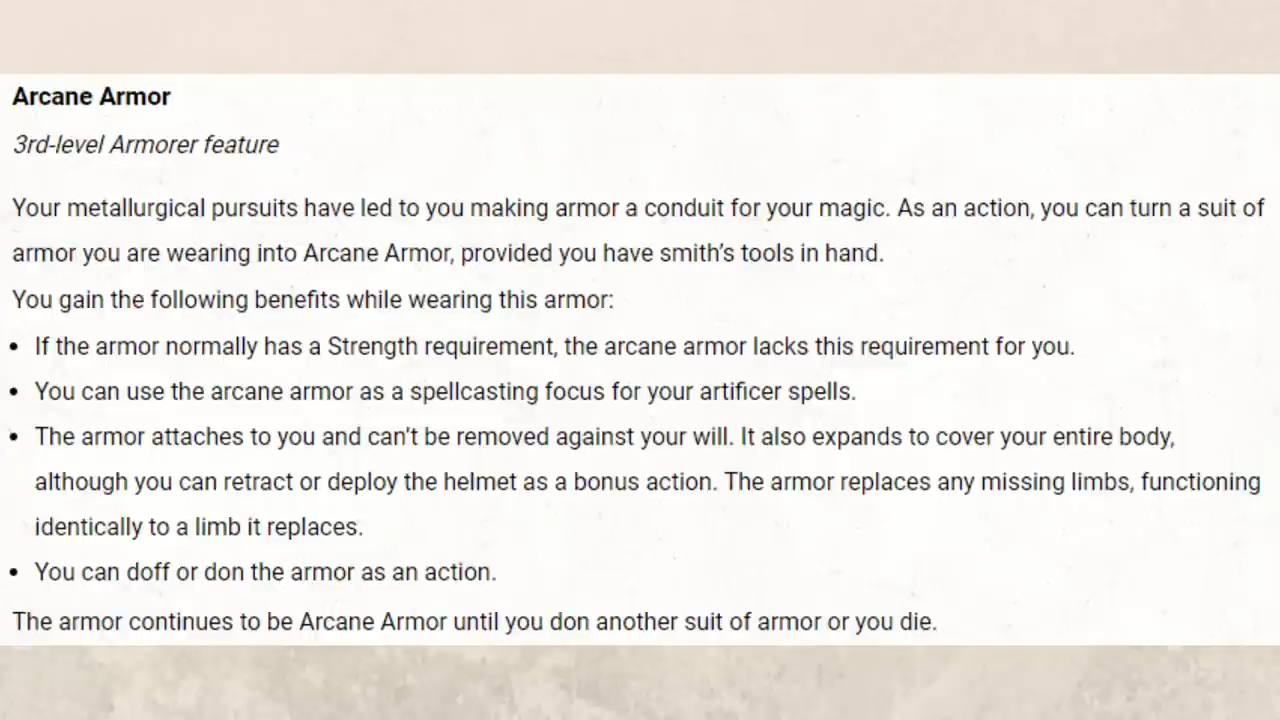 Arcane Armor
3rd-level Armorer feature
Your metallurgical pursuits have led to you making armor a conduit for your magic. As an action, you can turn a suit of
armor you are wearing into Arcane Armor, provided you have smith’s tools in hand.
You gain the following benefits while wearing this armor:
• If the armor normally has a Strength requirement, the arcane armor lacks this requirement for you.
• You can use the arcane armor as a spellcasting focus for your artificer spells.
• The armor attaches to you and can’t be removed against your will. It also expands to cover your entire body,
although you can retract or deploy the helmet as a bonus action. The armor replaces any missing limbs, functioning
identically to a limb it replaces.
• You can doff or don the armor as an action.
The armor continues to be Arcane Armor until you don another suit of armor or you die.